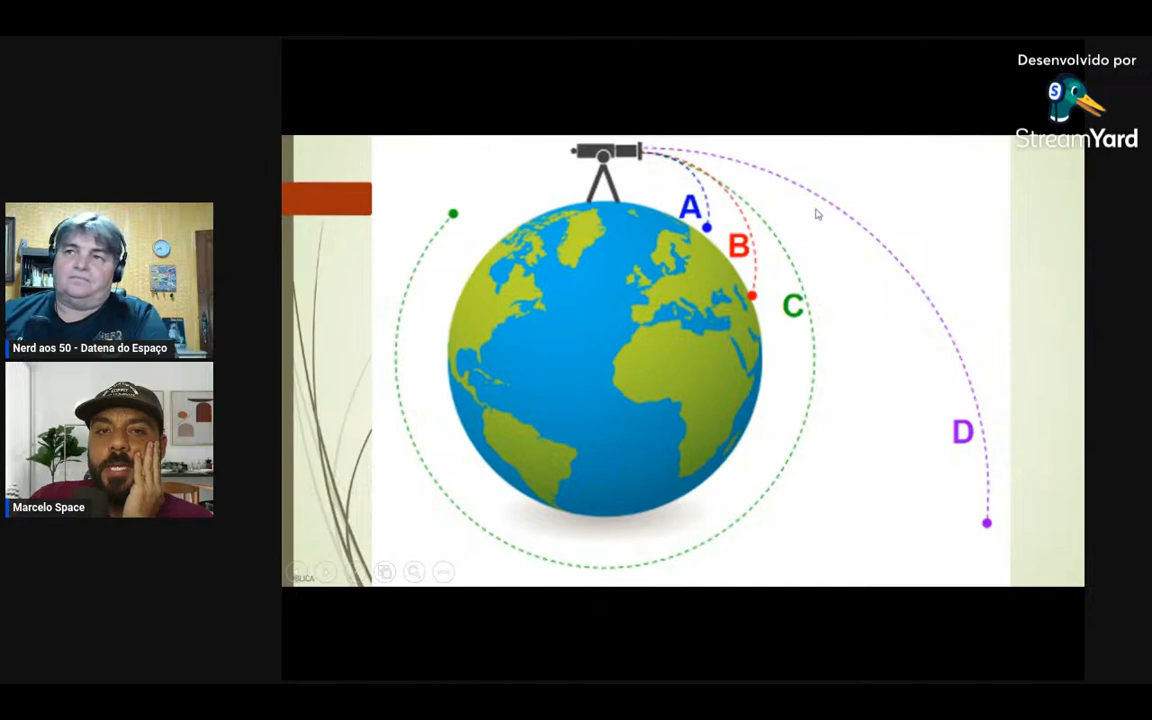 Desenvolvido por
StreamYard
A
B
C
D
Nerd aos 50 - Datena do Espaço
Marcelo Space